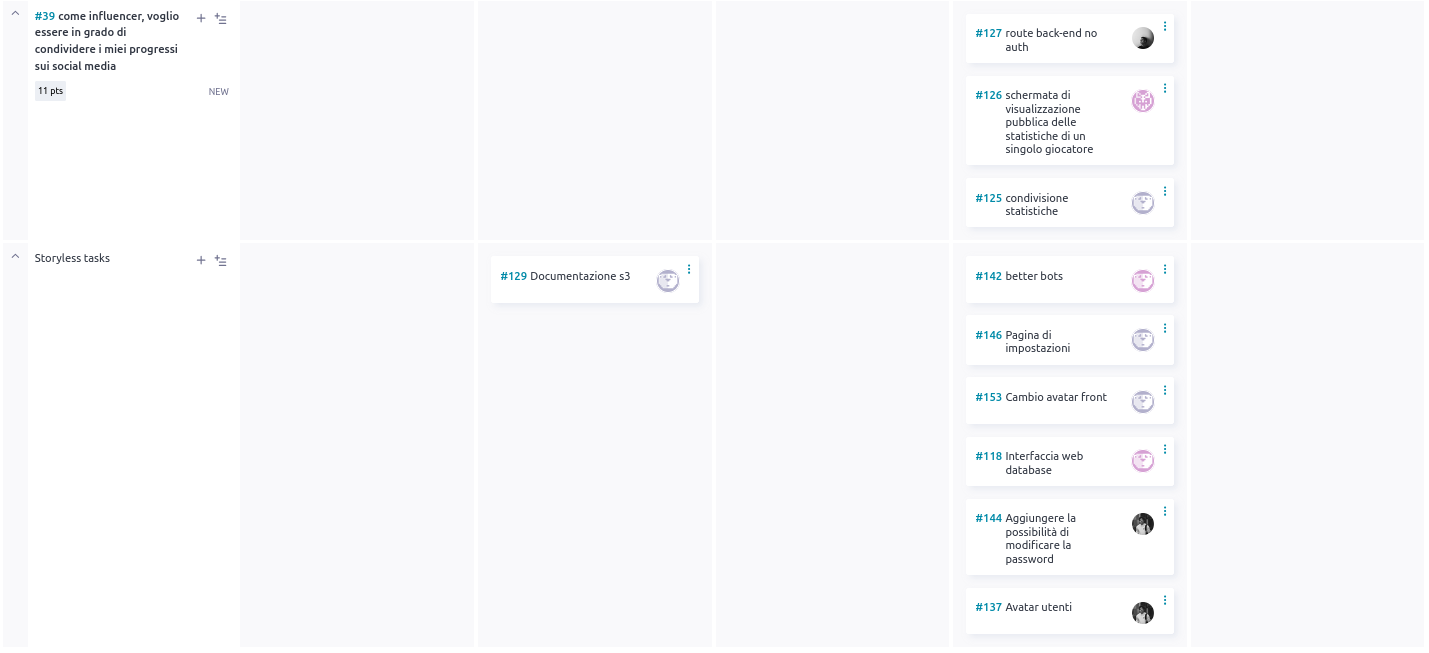 #39 come influencer, voglio
essere in grado di
condividere i miei progressi
sui social media
11 pts
NEW
#127 route back-end no
auth
#126 schermata di
visualizzazione
pubblica delle
statistiche di un
singolo giocatore
#125 condivisione
statistiche
Storyless tasks
#129 Documentazione s3
#142 better bots
#146 Pagina di
impostazioni
#153 Cambio avatar front
#118 Interfaccia web
database
#144 Aggiungere la
possibilità di
modificare la
password
#137 Avatar utenti